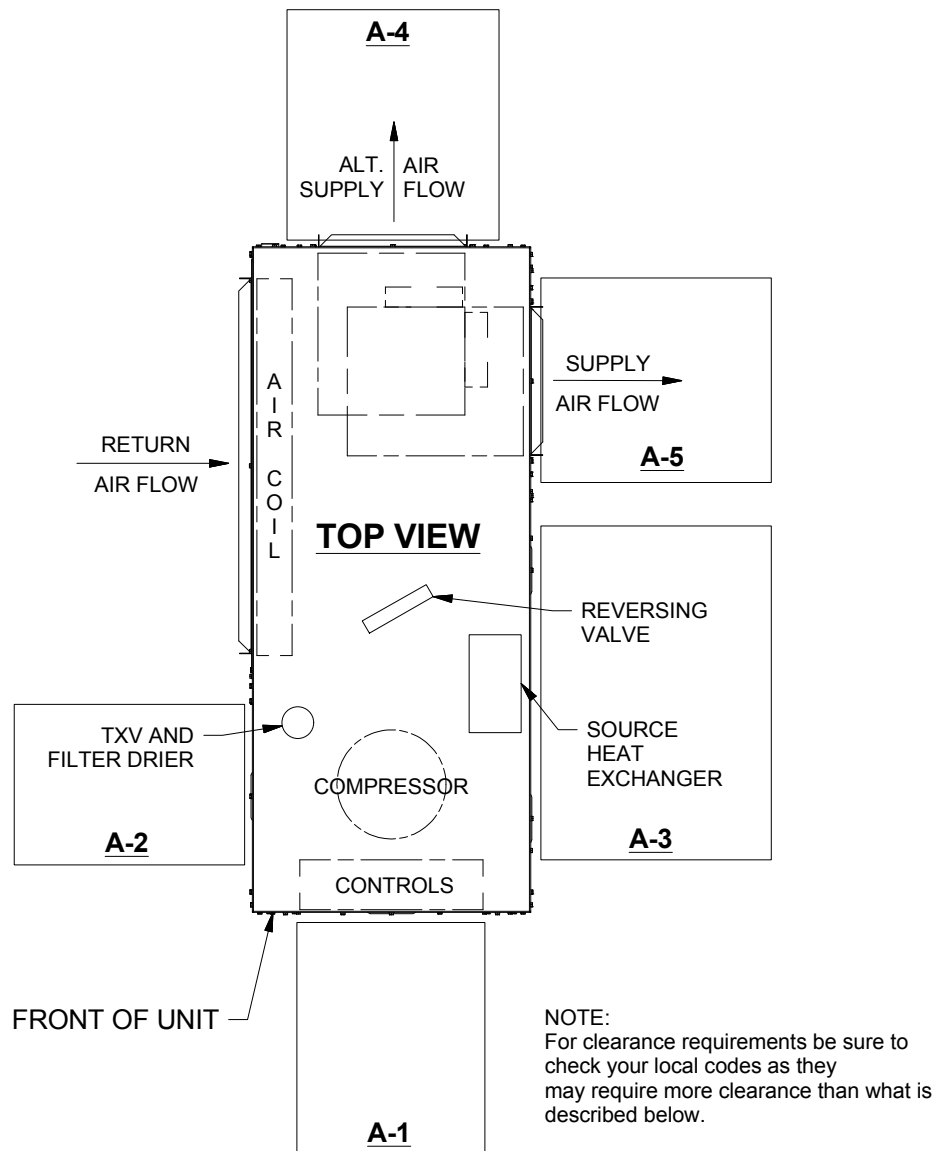 A-4
ALT. AIR
SUPPLY FLOW
SUPPLY
AIR FLOW
A-5
RETURN
AIR FLOW
AIR COIL
TOP VIEW
REVERSING
VALVE
TXV AND
FILTER DRIER
SOURCE
HEAT
EXCHANGER
COMPRESSOR
A-2
A-3
CONTROLS
FRONT OF UNIT
NOTE:
For clearance requirements be sure to
check your local codes as they
may require more clearance than what is
described below.
A-1